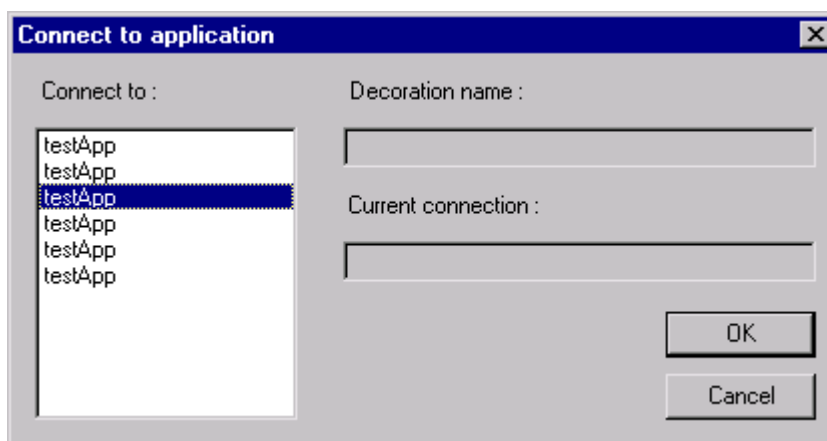 Connect to application
Connect to :
testApp
testApp
testApp
testApp
testApp
testApp
Decoration name :
Current connection :
OK
Cancel